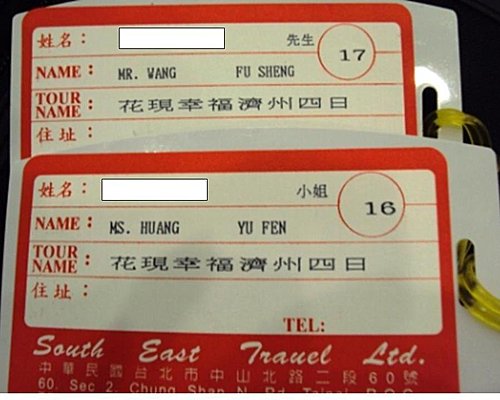 姓名： 先生 17
NAME： MR. WANG FU SHENG
TOUR NAME： 花現幸福濟州四日
住址：
姓名： 小姐 16
NAME： MS. HUANG YU FEN
TOUR NAME： 花現幸福濟州四日
住址：
TEL:
South East Travel Ltd.
中華民國台北市中山北路二段60號
60. Sec 2. Chung Shan N. Rd. Taipei. R.O.C.